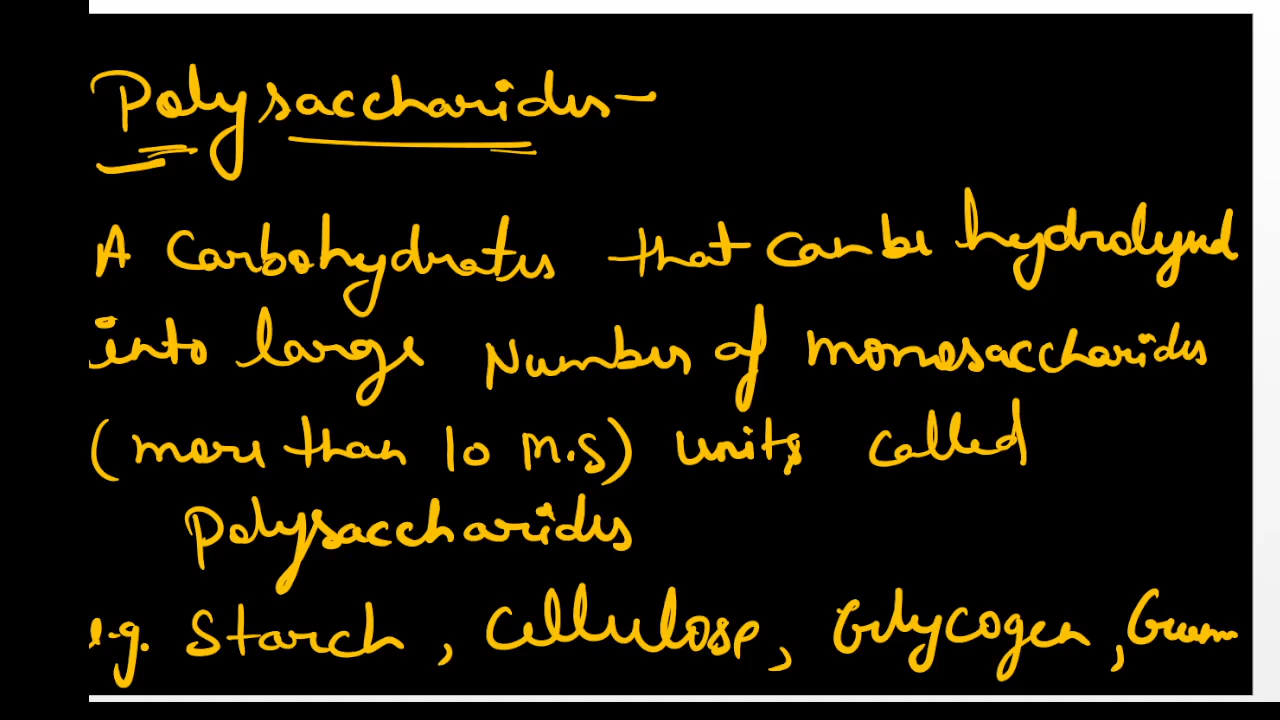 Polysaccharides-
A Carbohydrates that can be hydrolysed
into large Number of monosaccharides
(more than 10 M.S) units called
Polysaccharides
e.g. Starch, Cellulose, Glycogen, Gum